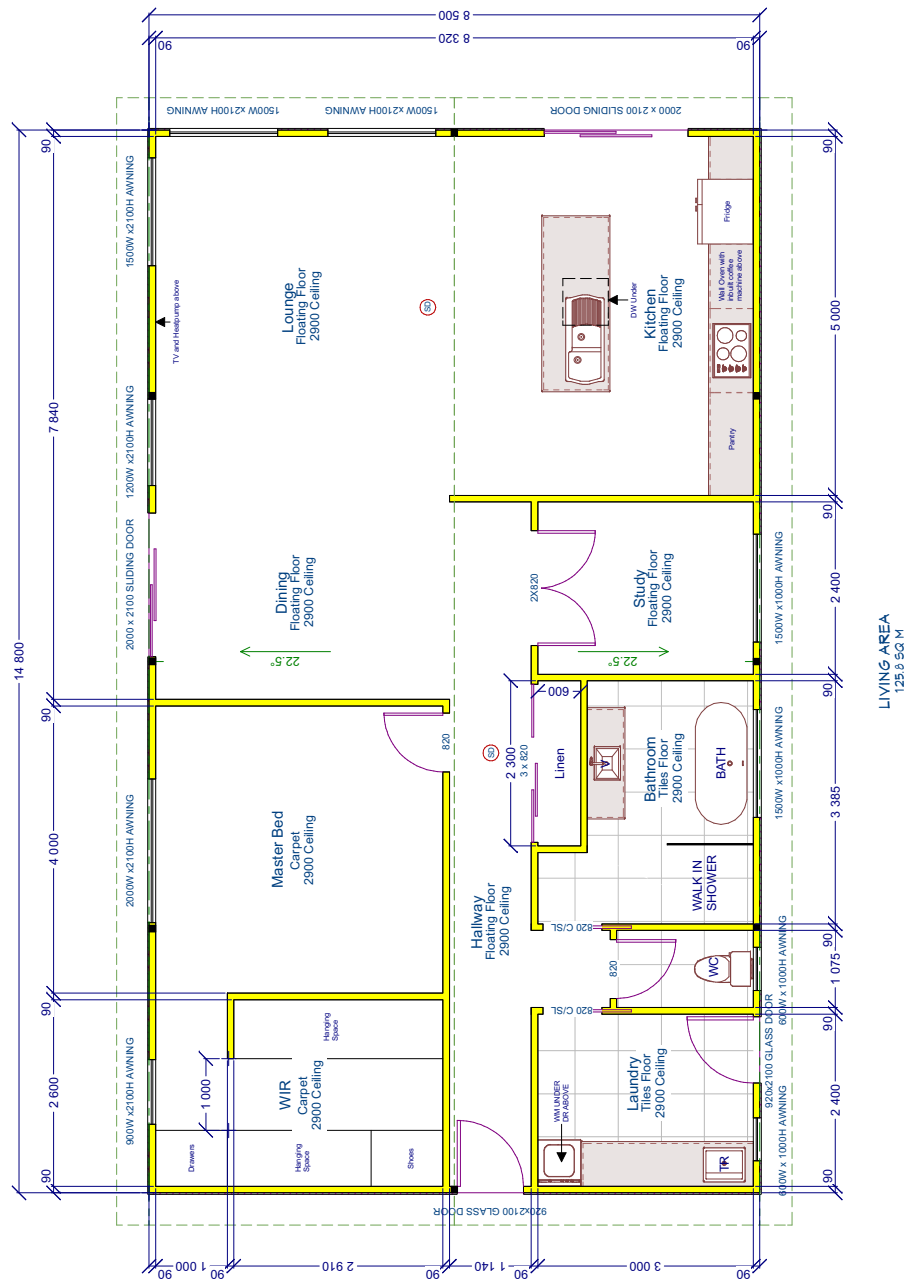 8 500
90
8 320
90
1500W x2100H AWNING
1500W x2100H AWNING
2000 x 2100 SLIDING DOOR
14 800
90
7 840
90
4 000
90
2 600
90
1500W x2100H AWNING
1200W x2100H AWNING
2000 x 2100 SLIDING DOOR
2000W x2100H AWNING
900W x2100H AWNING
TV and Heatpump above
Lounge
Floating Floor
2900 Ceiling
SD
Dining
Floating Floor
2900 Ceiling
22.5°
Kitchen
Floating Floor
2900 Ceiling
DW Under
Fridge
Wall Oven with
inbuilt coffee
machine above
Pantry
Study
Floating Floor
2900 Ceiling
2X820
22.5°
Master Bed
Carpet
2900 Ceiling
820
SD
2 300
3 x 820
600
Linen
Bathroom
Tiles Floor
2900 Ceiling
V
BATH
WALK IN
SHOWER
Hallway
Floating Floor
2900 Ceiling
820 C/SL
820
WC
820 C/SL
WIR
Carpet
2900 Ceiling
Hanging
Space
1 000
Drawers
Hanging
Space
Shoes
Laundry
Tiles Floor
2900 Ceiling
WM UNDER
DR ABOVE
TR
90
5 000
90
2 400
90
3 385
90
1 075
90
2 400
90
1500W x1000H AWNING
1500W x1000H AWNING
600W x 1000H AWNING
920x2100 GLASS DOOR
600W x 1000H AWNING
920x2100 GLASS DOOR
90
1 000
90
2 910
90
1 140
90
3 000
90
LIVING AREA
125.8 SQ M